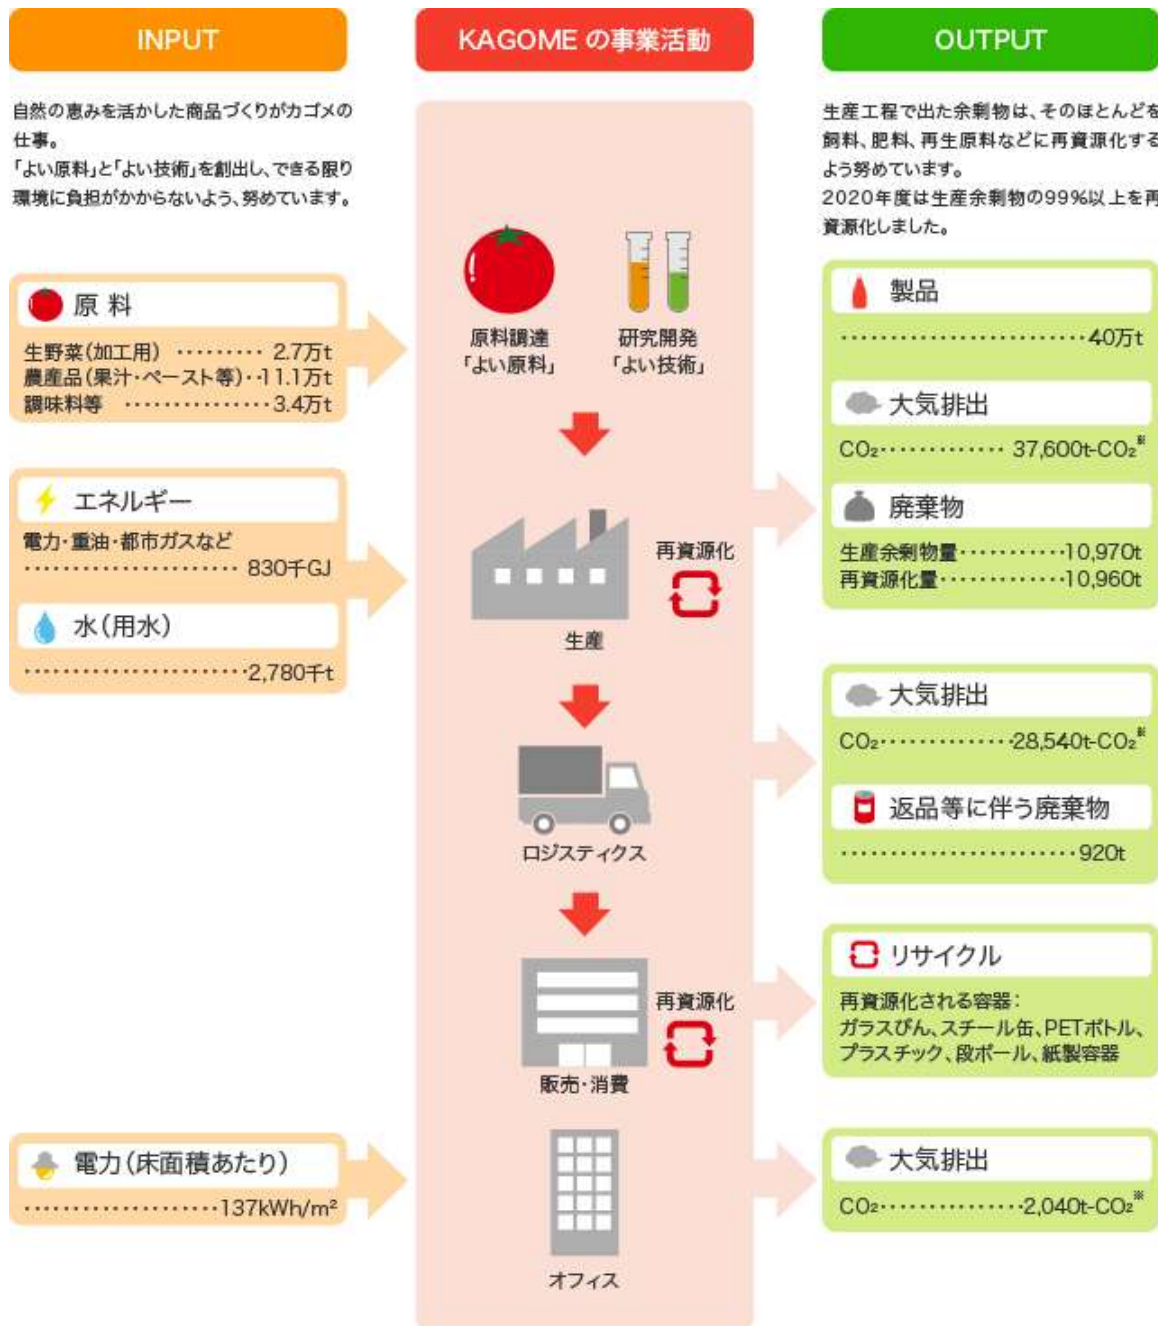 INPUT
自然の恵みを活かした商品づくりがカゴメの
仕事。
「よい原料」と「よい技術」を創出し、できる限り
環境に負担がかからないよう、努めています。
原料
生野菜(加工用) ········· 2.7万t
農産品(果汁・ペースト等)··11.1万t
調味料等 ···············3.4万t
エネルギー
電力・重油・都市ガスなど
······················ 830千GJ
水(用水)
·······················2,780千t
電力(床面積あたり)
····················137kWh/m²
KAGOME の事業活動
原料調達
「よい原料」
研究開発
「よい技術」
再資源化
生産
ロジスティクス
再資源化
販売・消費
オフィス
OUTPUT
生産工程で出た余剰物は、そのほとんどを
飼料、肥料、再生原料などに再資源化する
よう努めています。
2020年度は生産余剰物の99%以上を再
資源化しました。
製品
·························40万t
大気排出
CO₂············· 37,600t-CO₂※
廃棄物
生産余剰物量···········10,970t
再資源化量·············10,960t
大気排出
CO₂··············28,540t-CO₂※
返品等に伴う廃棄物
························920t
リサイクル
再資源化される容器:
ガラスびん、スチール缶、PETボトル、
プラスチック、段ボール、紙製容器
大気排出
CO₂···············2,040t-CO₂※